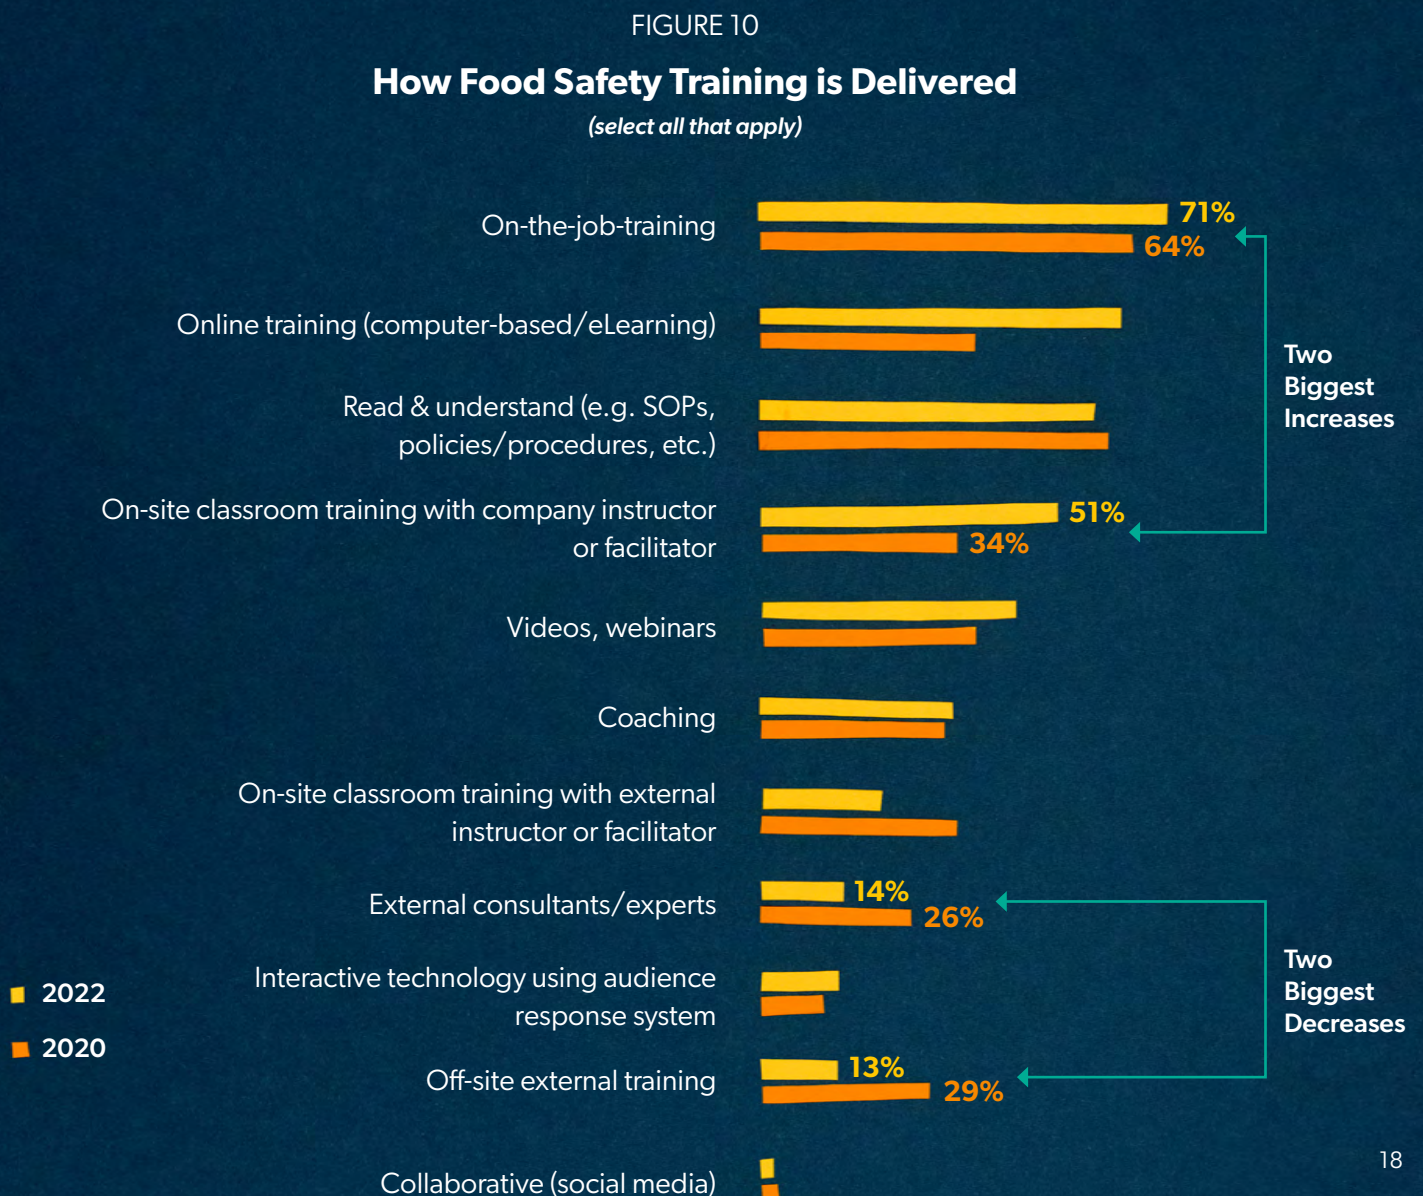 FIGURE 10
How Food Safety Training is Delivered
(select all that apply)
On-the-job-training
71%
64%
Online training (computer-based/eLearning)
Read & understand (e.g. SOPs,
policies/procedures, etc.)
On-site classroom training with company instructor
or facilitator
51%
34%
Two
Biggest
Increases
Videos, webinars
Coaching
On-site classroom training with external
instructor or facilitator
External consultants/experts
14%
26%
Interactive technology using audience
response system
Off-site external training
13%
29%
Two
Biggest
Decreases
Collaborative (social media)
2022
2020
18